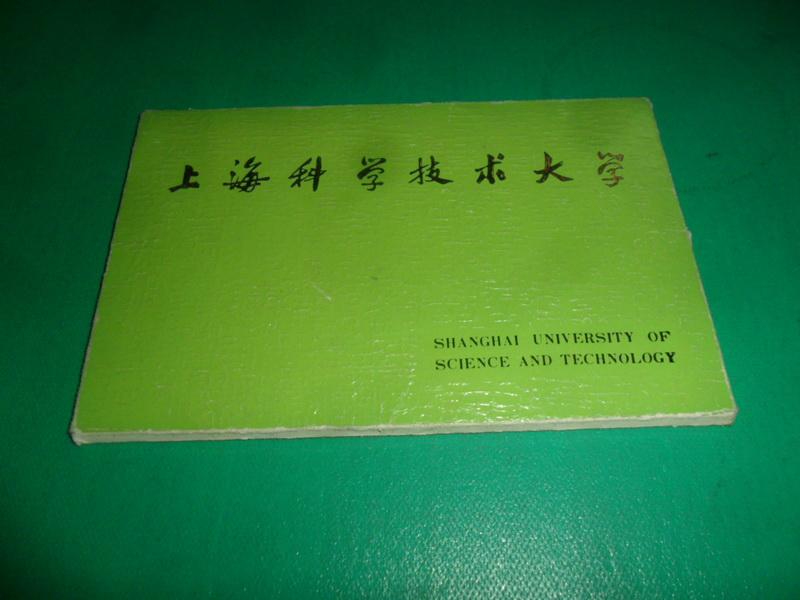 上海科学技术大学
SHANGHAI UNIVERSITY OF
SCIENCE AND TECHNOLOGY